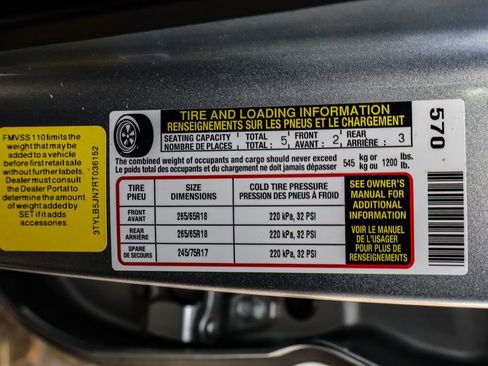 FMVSS 110 limits the
weight that may be
added to a vehicle
before first retail sale
without further labels.
Dealer must consult
the Dealer Portal to
determine the amount
of weight added by
SET if it adds
accessories.
3TYLB5JN7RT036152
TIRE AND LOADING INFORMATION
RENSEIGNEMENTS SUR LES PNEUS ET LE CHARGEMENT
SEATING CAPACITY TOTAL : 5 FRONT : 2 REAR : 3
NOMBRE DE PLACES TOTAL AVANT ARRIÈRE
The combined weight of occupants and cargo should never exceed 545 kg or 1200 lbs.
Le poids total des occupants et du chargement ne doit jamais dépasser kg ou lb.
TIRE SIZE COLD TIRE PRESSURE
PNEU DIMENSIONS PRESSION DES PNEUS À FROID
FRONT
AVANT 265/65R18 220 kPa, 32 PSI
REAR
ARRIÈRE 265/65R18 220 kPa, 32 PSI
SPARE
DE SECOURS 245/75R17 220 kPa, 32 PSI
SEE OWNER'S
MANUAL FOR
ADDITIONAL
INFORMATION
VOIR LE MANUEL
DE L'USAGER
POUR PLUS DE
RENSEIGNEMENTS
570